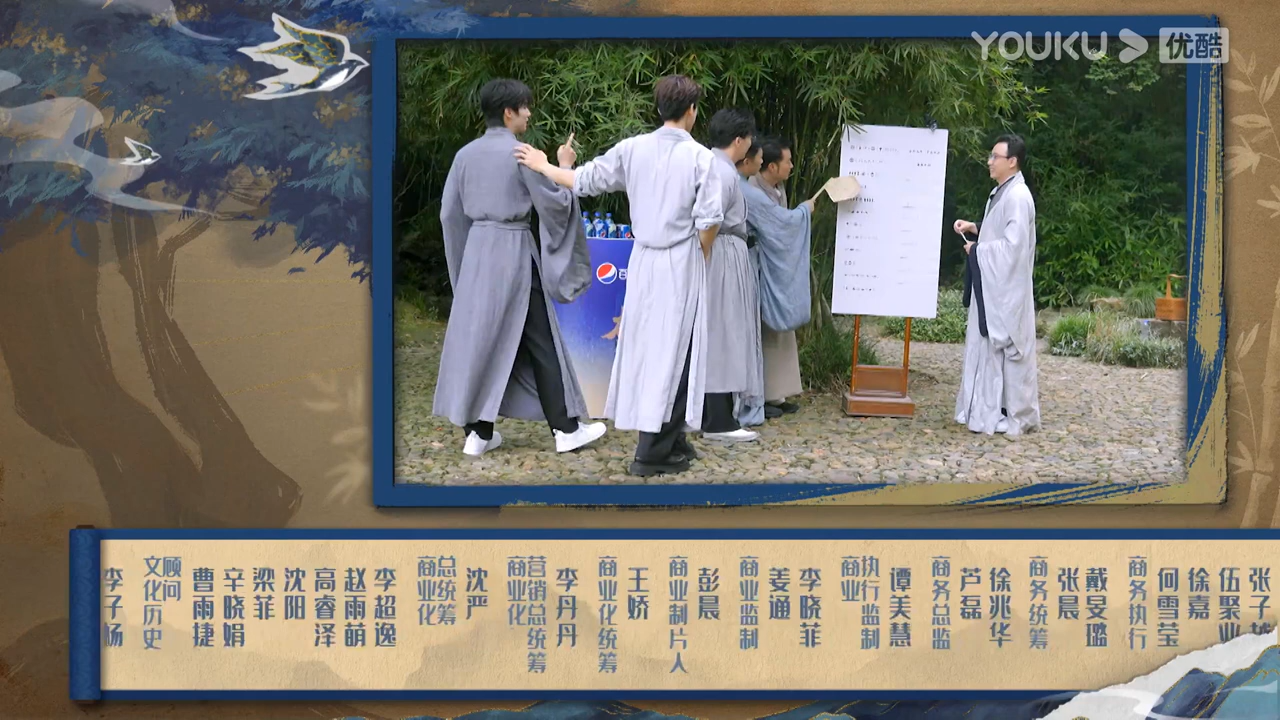 YOUKU 优酷
百
李子杨
文化历史
顾问
曹雨捷
辛晓娟
梁菲
沈阳
高睿泽
赵雨萌
李超逸
商业化
总统筹
沈严
商业化
营销总统筹
李丹丹
商业化统筹
王娇
商业制片人
彭晨
商业监制
姜通
李晓菲
商业
执行监制
谭美慧
商务总监
芦磊
徐兆华
商务统筹
张晨
戴旻璐
商务执行
何雪莹
徐嘉
伍聚业
张子